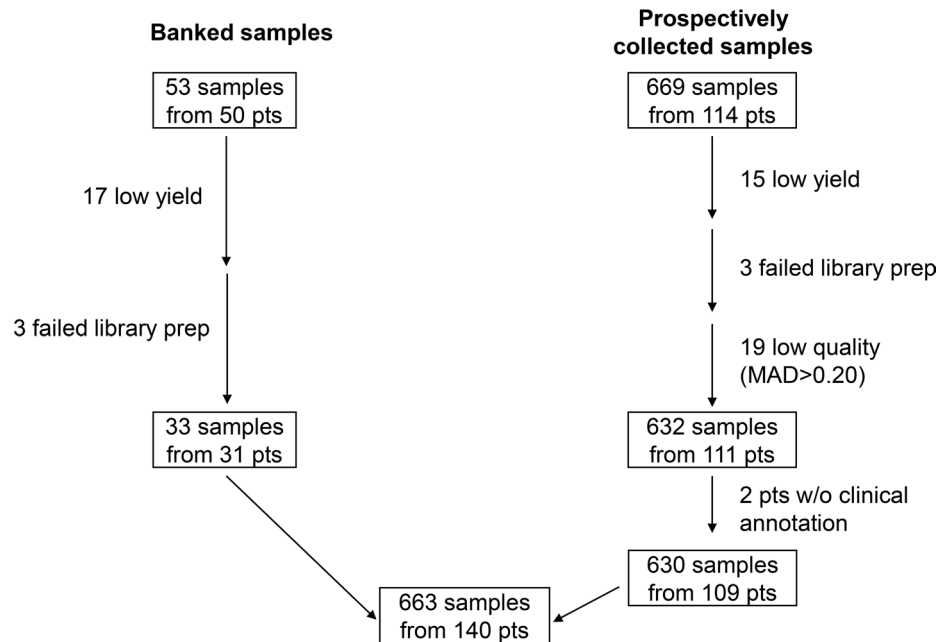 Banked samples
53 samples
from 50 pts
17 low yield
3 failed library prep
33 samples
from 31 pts
Prospectively
collected samples
669 samples
from 114 pts
15 low yield
3 failed library prep
19 low quality
(MAD>0.20)
632 samples
from 111 pts
2 pts w/o clinical
annotation
630 samples
from 109 pts
663 samples
from 140 pts